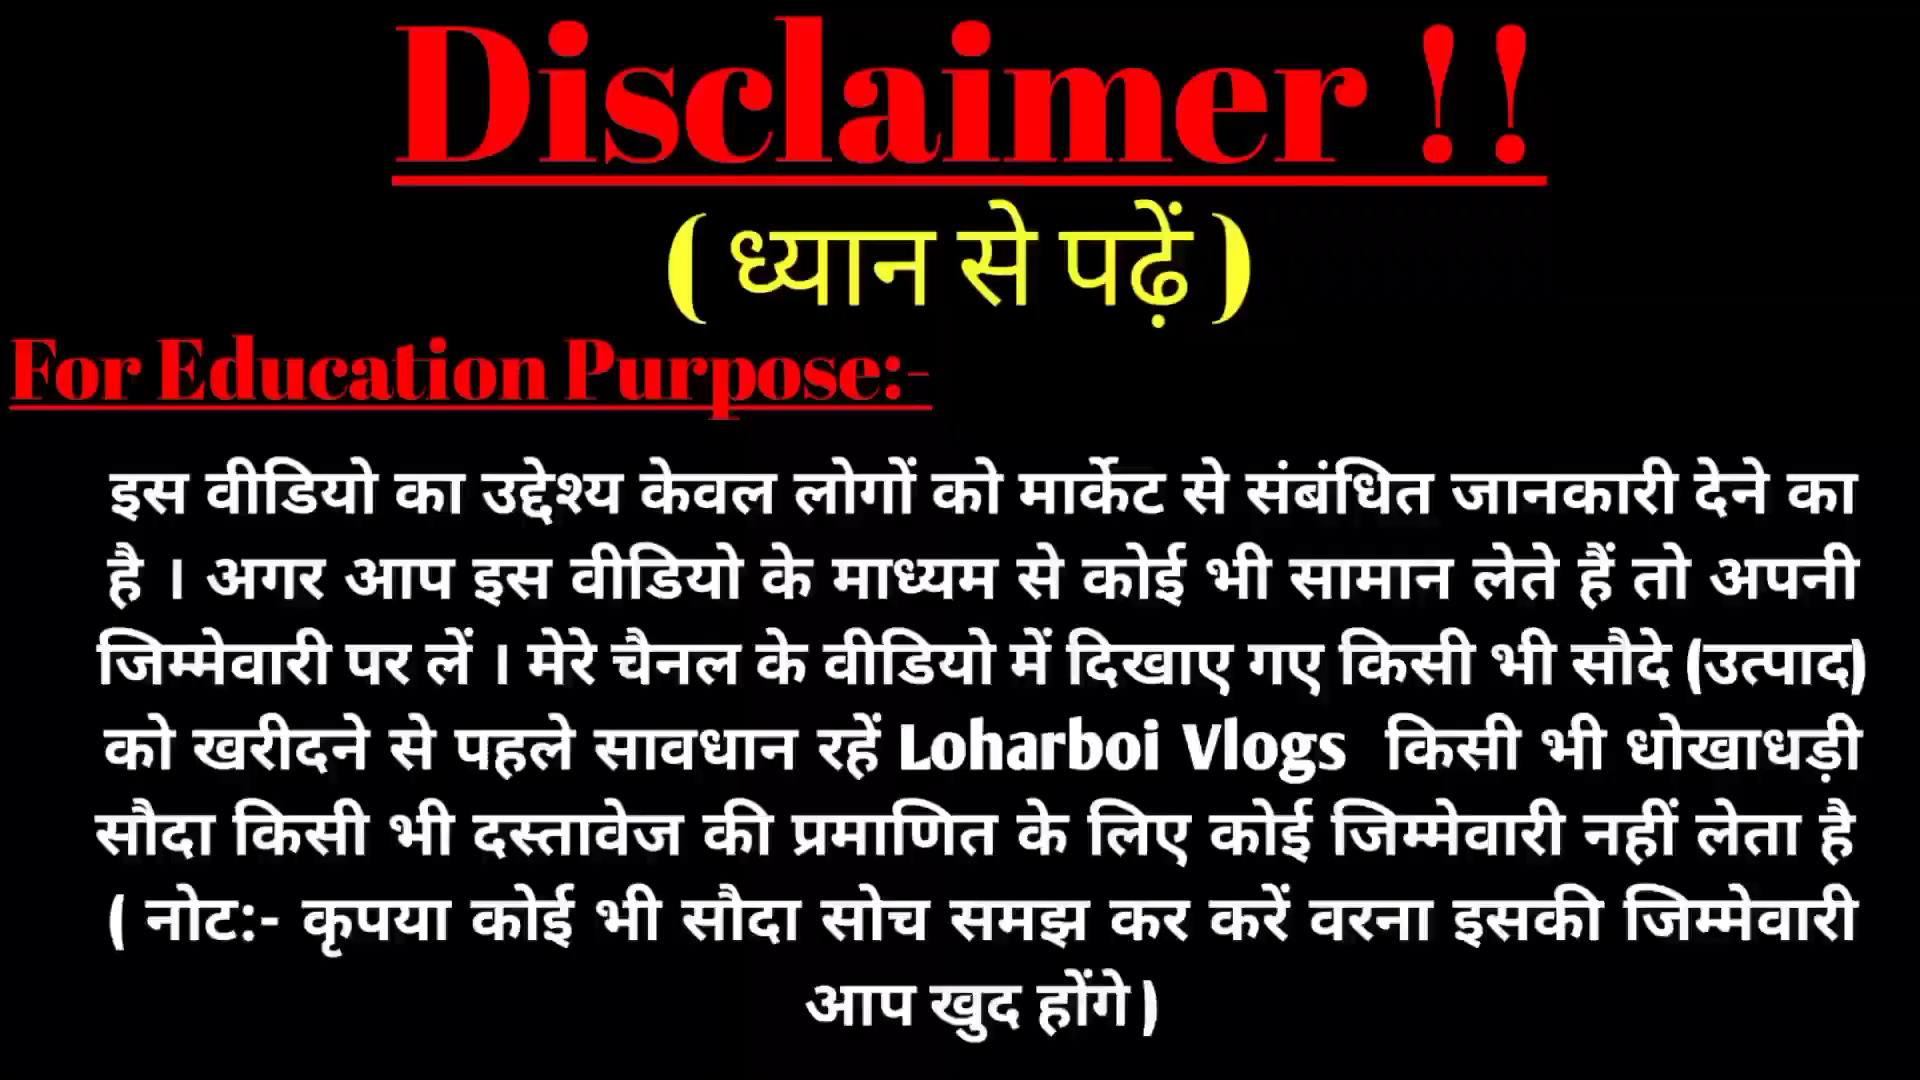 Disclaimer !!
( ध्यान से पढ़ें )
For Education Purpose:-
इस वीडियो का उद्देश्य केवल लोगों को मार्केट से संबंधित जानकारी देने का
है । अगर आप इस वीडियो के माध्यम से कोई भी सामान लेते हैं तो अपनी
जिम्मेवारी पर लें । मेरे चैनल के वीडियो में दिखाए गए किसी भी सौदे (उत्पाद)
को खरीदने से पहले सावधान रहें Loharboi Vlogs किसी भी धोखाधड़ी
सौदा किसी भी दस्तावेज की प्रमाणित के लिए कोई जिम्मेवारी नहीं लेता है
( नोट:- कृपया कोई भी सौदा सोच समझ कर करें वरना इसकी जिम्मेवारी
आप खुद होंगे )